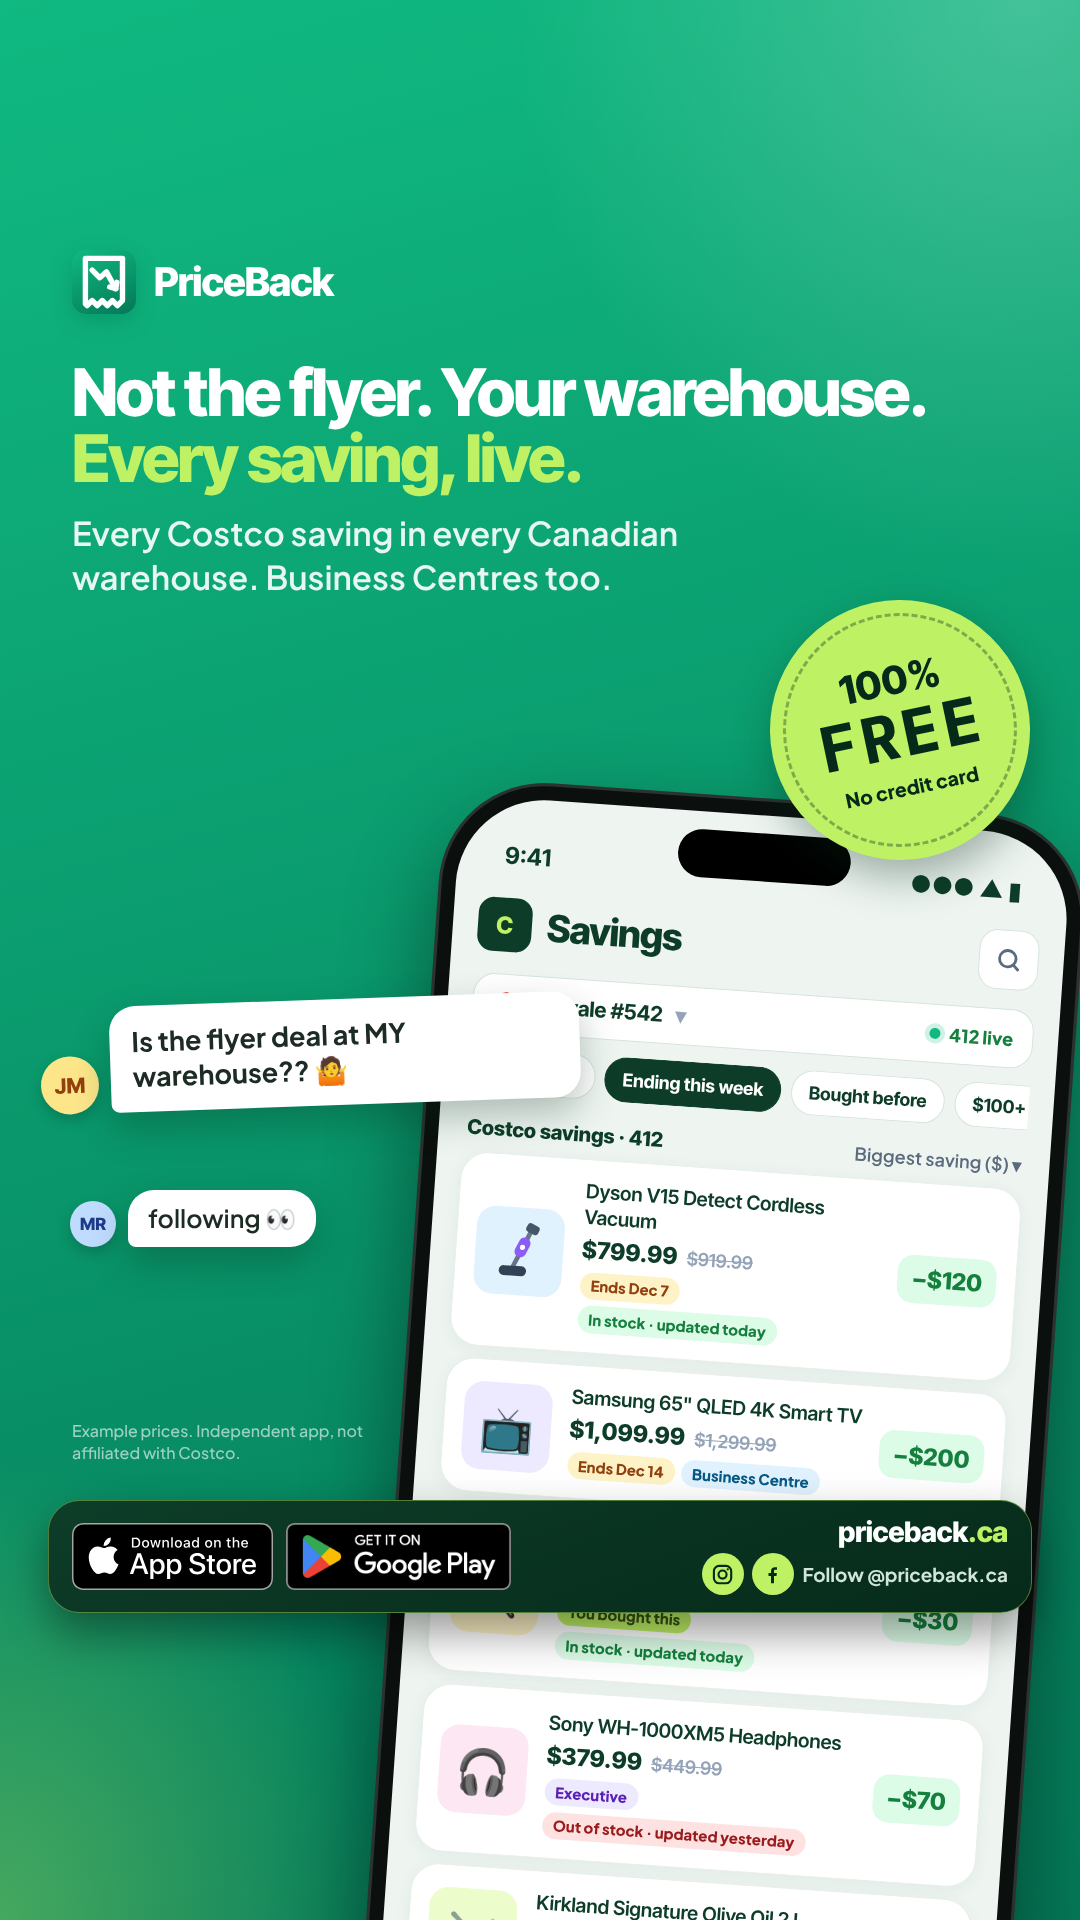 PriceBack
Not the flyer. Your warehouse.
Every saving, live.
Every Costco saving in every Canadian
warehouse. Business Centres too.
100%
FREE
No credit card
9:41
C
Savings
#542 ▼
412 live
Is the flyer deal at MY
warehouse?? 🤷
JM
Ending this week
Bought before
$100+
Costco savings · 412
Biggest saving ($) ▾
MR
following 👀
Dyson V15 Detect Cordless
Vacuum
$799.99 $919.99
Ends Dec 7
In stock · updated today
−$120
Samsung 65" QLED 4K Smart TV
$1,099.99 $1,299.99
Ends Dec 14
Business Centre
−$200
Example prices. Independent app, not
affiliated with Costco.
Download on the
App Store
GET IT ON
Google Play
priceback.ca
Follow @priceback.ca
You bought this
In stock · updated today
−$30
Sony WH-1000XM5 Headphones
$379.99 $449.99
Executive
Out of stock · updated yesterday
−$70
Kirkland Signature Olive Oil 2 L